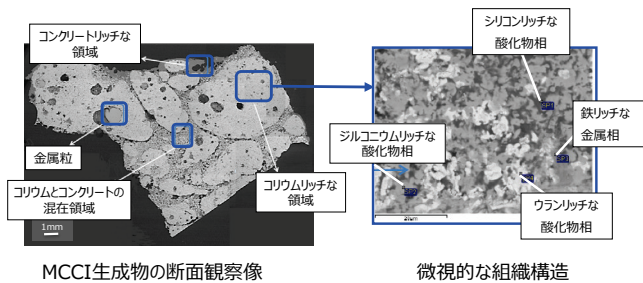 コンクリートリッチな
領域
金属粒
コリウムとコンクリートの
混在領域
コリウムリッチな
領域
1mm
MCCI生成物の断面観察像
シリコンリッチな
酸化物相
鉄リッチな
金属相
ジルコニウムリッチな
酸化物相
ウランリッチな
酸化物相
微視的な組織構造